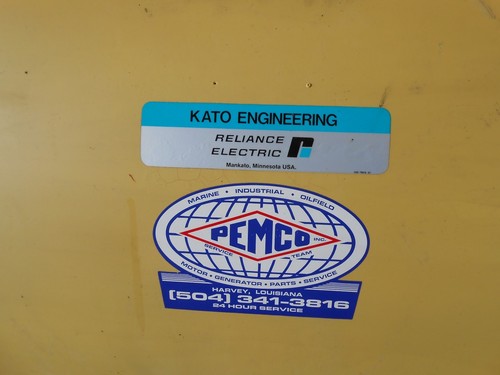 KATO ENGINEERING
RELIANCE
ELECTRIC
Mankato, Minnesota USA.
MARINE • INDUSTRIAL • OILFIELD
PEMCO INC.
SERVICE TEAM
MOTOR • GENERATOR • PARTS • SERVICE
HARVEY, LOUISIANA
(504) 341-3816
24 HOUR SERVICE